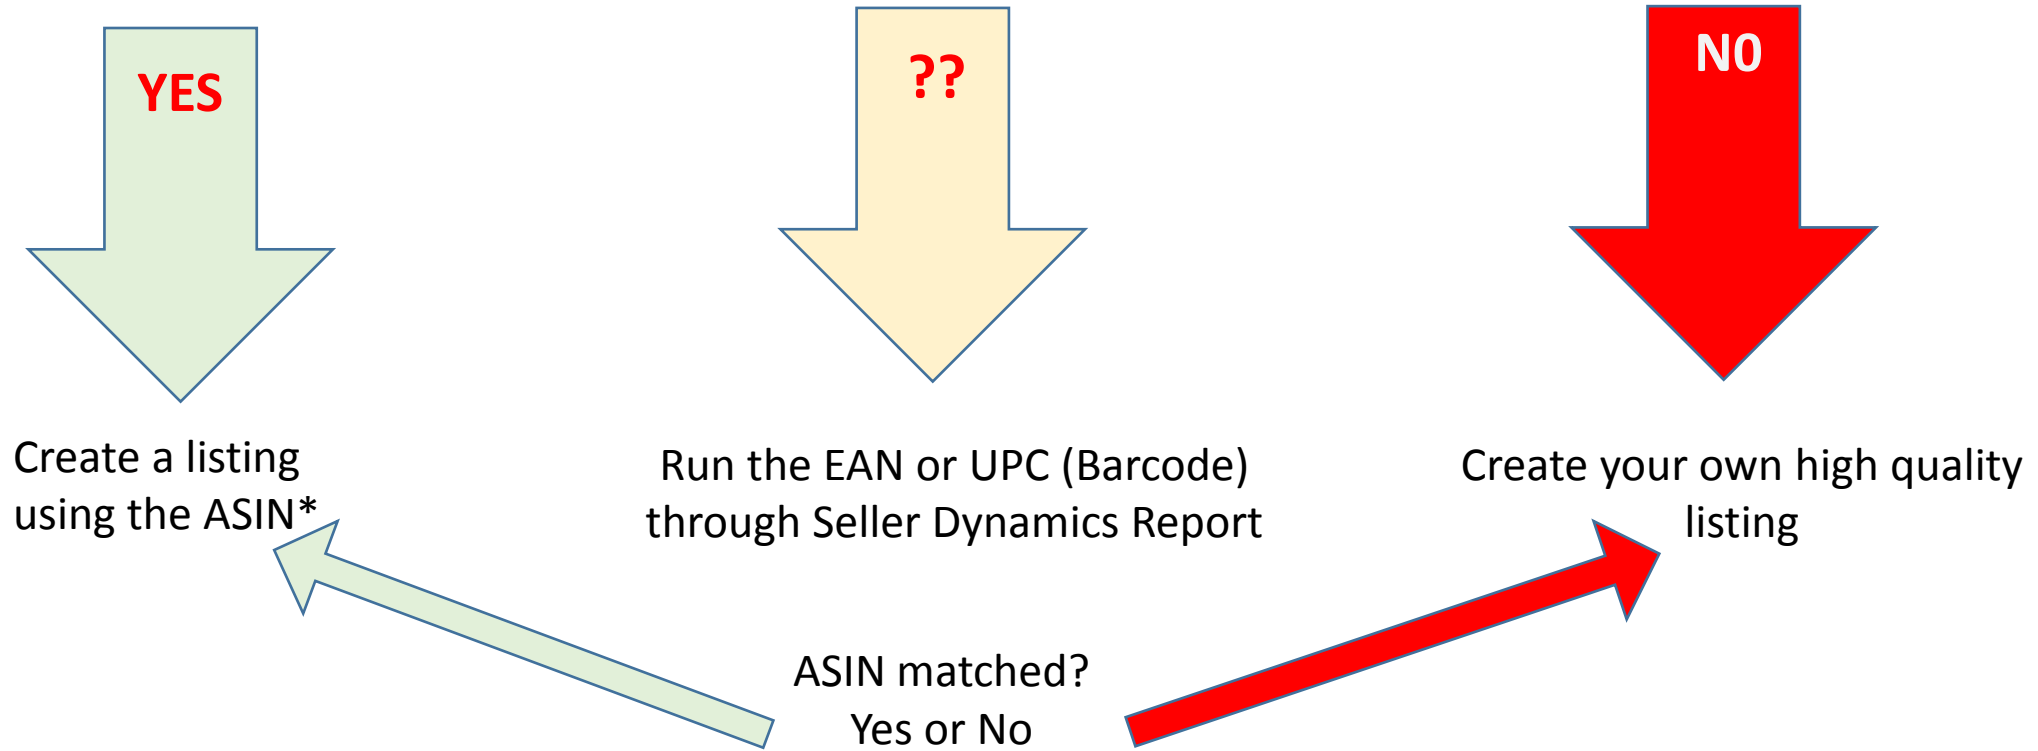 YES
??
N0
Create a listing
using the ASIN*
Run the EAN or UPC (Barcode)
through Seller Dynamics Report
Create your own high quality
listing
ASIN matched?
Yes or No